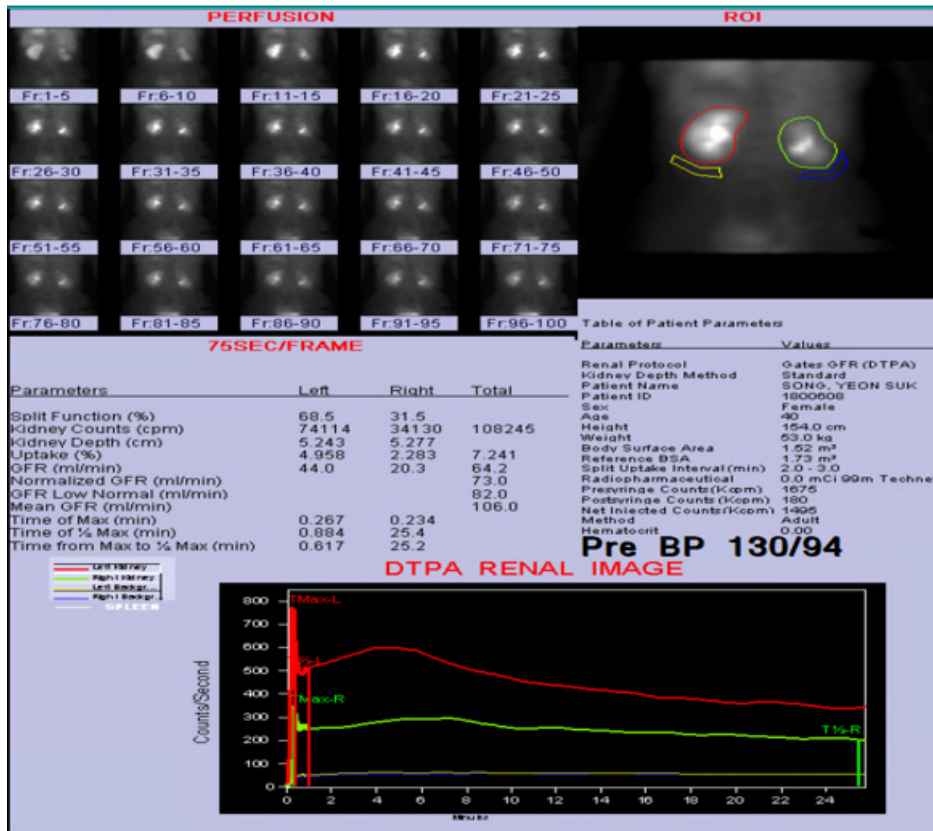 PERFUSION
ROI
Fr:1-5 Fr:6-10 Fr:11-15 Fr:16-20 Fr:21-25
Fr:26-30 Fr:31-35 Fr:36-40 Fr:41-45 Fr:46-50
Fr:51-55 Fr:56-60 Fr:61-65 Fr:66-70 Fr:71-75
Fr:76-80 Fr:81-85 Fr:86-90 Fr:91-95 Fr:96-100
75SEC/FRAME
Parameters Left Right Total
Split Function (%) 68.5 31.5
Kidney Counts (cpm) 74114 34130 108245
Kidney Depth (cm) 5.243 5.277
Uptake (%) 4.958 2.283 7.241
GFR (ml/min) 44.0 20.3 64.2
Normalized GFR (ml/min) 73.0
GFR Low Normal (ml/min) 82.0
Mean GFR (ml/min) 106.0
Time of Max (min) 0.267 0.234
Time of ½ Max (min) 0.884 25.4
Time from Max to ½ Max (min) 0.617 25.2
Table of Patient Parameters
Parameters Values
Renal Protocol Gates GFR (DTPA)
Kidney Depth Method Standard
Patient Name SONG, YEON SUK
Patient ID 1800608
Sex Female
Age 40
Height 154.0 cm
Weight 53.0 kg
Body Surface Area 1.52 m²
Reference BSA 1.73 m²
Split Uptake Interval (min) 2.0 - 3.0
Radiopharmaceutical 0.0 mCi 99m Techne
Presyringe Counts (Kcpm) 1675
Postsyringe Counts (Kcpm) 180
Net Injected Counts (Kcpm) 1495
Method Adult
Hematocrit 0.00
Pre BP 130/94
DTPA RENAL IMAGE
Left Kidney
Right Kidney
Left Backgr...
Right Backgr...
SPLEEN
TMax-L
½-L
TMax-R
T½-R
Counts/Second
800
700
600
500
400
300
200
100
0
0 2 4 6 8 10 12 14 16 18 20 22 24
Minutes